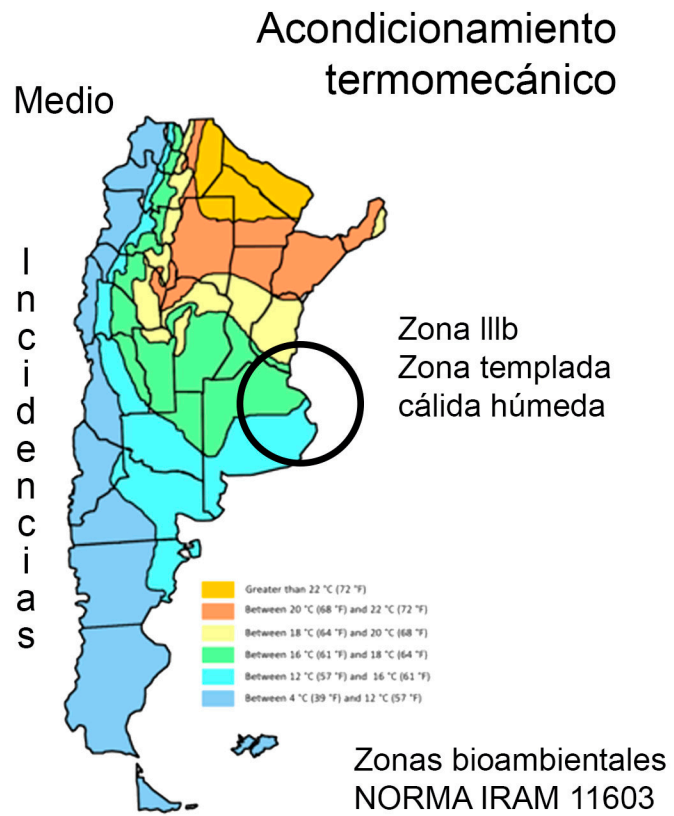 Acondicionamiento
termomecánico
Medio
Incidencias
Zona lllb
Zona templada
cálida húmeda
Greater than 22 °C (72 °F)
Between 20 °C (68 °F) and 22 °C (72 °F)
Between 18 °C (64 °F) and 20 °C (68 °F)
Between 16 °C (61 °F) and 18 °C (64 °F)
Between 12 °C (57 °F) and 16 °C (61 °F)
Between 4 °C (39 °F) and 12 °C (57 °F)
Zonas bioambientales
NORMA IRAM 11603